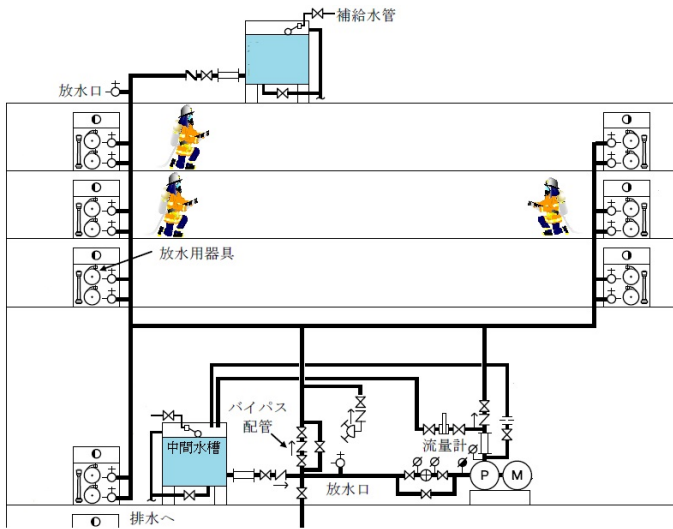 補給水管
放水口
放水用器具
バイパス
配管
中間水槽
流量計
放水口
P
M
排水へ